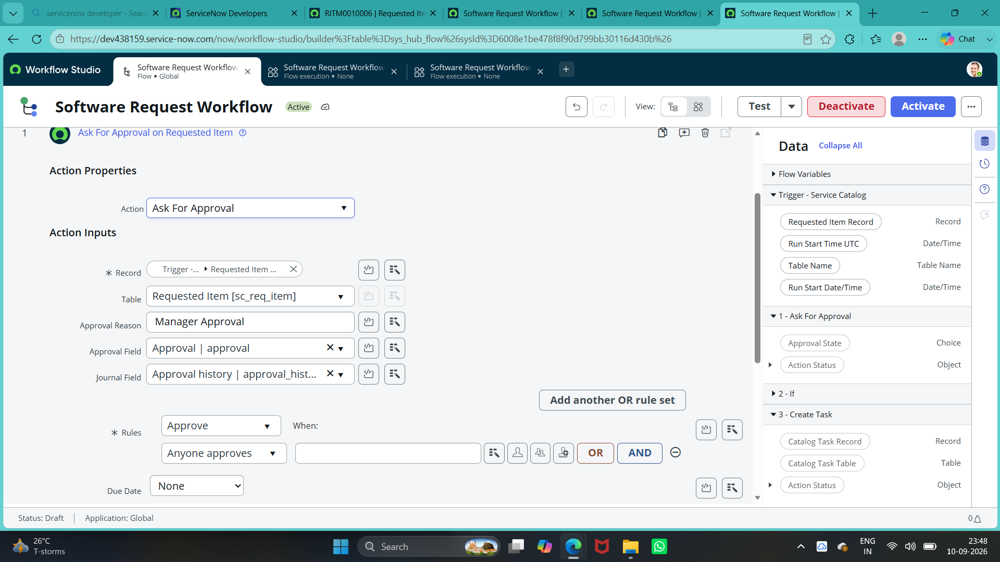 servicenow developer - Searc
ServiceNow Developers
RITM0010006 | Requested Ite
Software Request Workflow |
Software Request Workflow |
Software Request Workflow |
https://dev438159.service-now.com/now/workflow-studio/builder%3Ftable%3Dsys_hub_flow%26sysId%3D6008e1be478f8f90d799bb30116d430b%26
Chat
Workflow Studio
Software Request Workflow
Flow • Global
Software Request Workflow
Flow execution • None
Software Request Workflow
Flow execution • None
Software Request Workflow
Active
View:
Test
Deactivate
Activate
1
Ask For Approval on Requested Item
Action Properties
Action
Ask For Approval
Action Inputs
Record
Trigger -...
Requested Item ...
Table
Requested Item [sc_req_item]
Approval Reason
Manager Approval
Approval Field
Approval | approval
Journal Field
Approval history | approval_hist...
Add another OR rule set
Rules
Approve
When:
Anyone approves
OR
AND
Due Date
None
Data
Collapse All
Flow Variables
Trigger - Service Catalog
Requested Item Record
Record
Run Start Time UTC
Date/Time
Table Name
Table Name
Run Start Date/Time
Date/Time
1 - Ask For Approval
Approval State
Choice
Action Status
Object
2 - If
3 - Create Task
Catalog Task Record
Record
Catalog Task Table
Table
Action Status
Object
Status: Draft
Application: Global
0
26°C
T-storms
Search
ENG
IN
23:48
10-09-2026